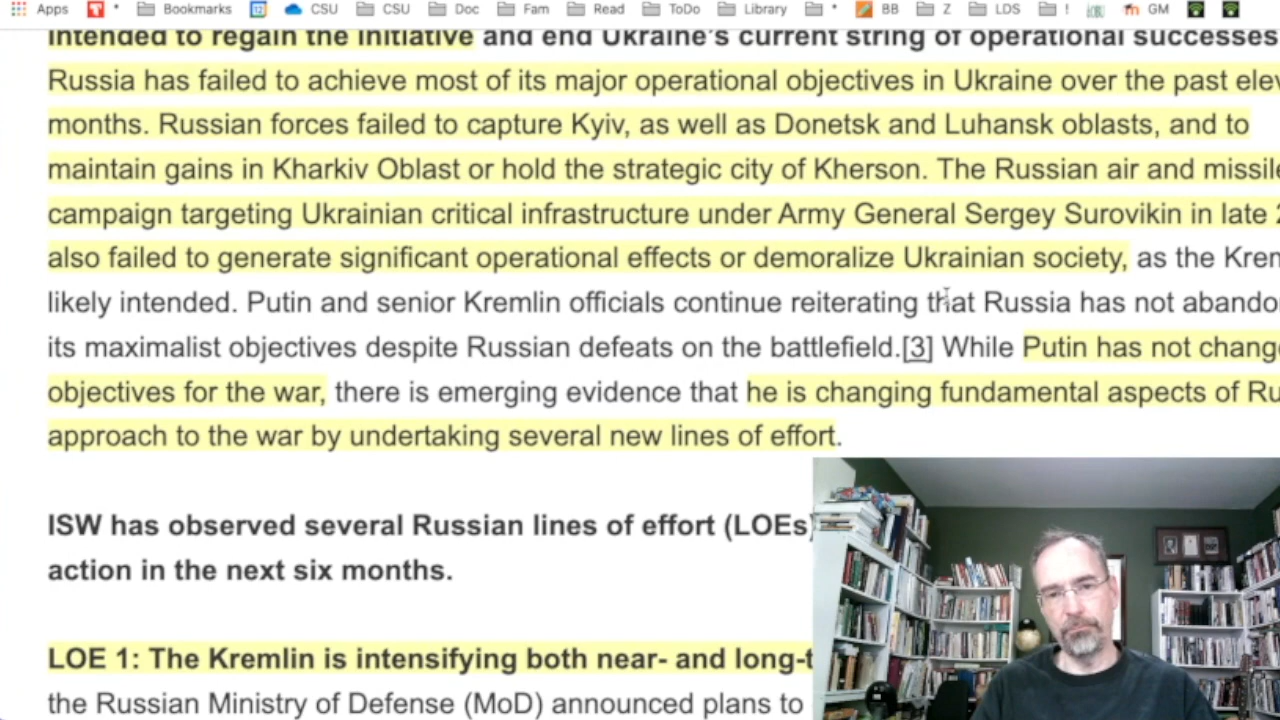 Apps * Bookmarks CSU CSU Doc Fam Read ToDo Library * BB Z LDS ! GM
intended to regain the initiative and end Ukraine's current string of operational successes
Russia has failed to achieve most of its major operational objectives in Ukraine over the past
months. Russian forces failed to capture Kyiv, as well as Donetsk and Luhansk oblasts, and to
maintain gains in Kharkiv Oblast or hold the strategic city of Kherson. The Russian air and
campaign targeting Ukrainian critical infrastructure under Army General Sergey Surovikin in late
also failed to generate significant operational effects or demoralize Ukrainian society, as the
likely intended. Putin and senior Kremlin officials continue reiterating that Russia has not
its maximalist objectives despite Russian defeats on the battlefield.[3] While Putin has not
objectives for the war, there is emerging evidence that he is changing fundamental aspects of
approach to the war by undertaking several new lines of effort.
ISW has observed several Russian lines of effort (LOEs)
action in the next six months.
LOE 1: The Kremlin is intensifying both near- and
the Russian Ministry of Defense (MoD) announced plans to